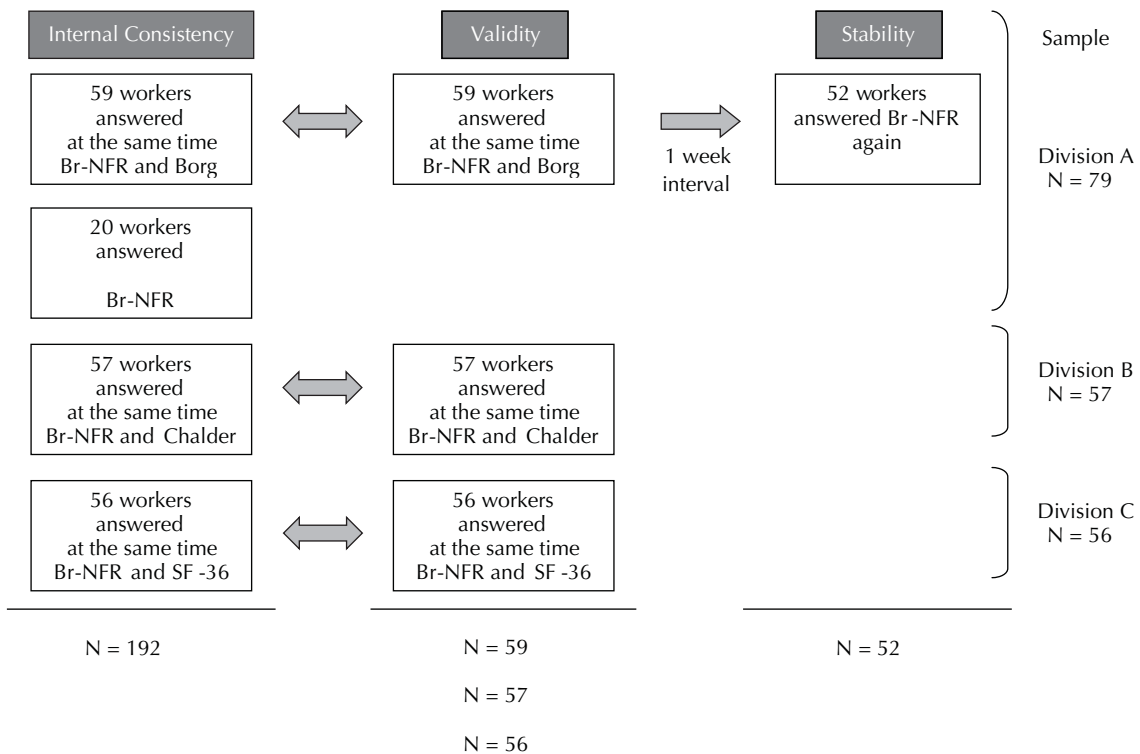 Internal Consistency
Validity
Stability
Sample
59 workers
answered
at the same time
Br-NFR and Borg
59 workers
answered
at the same time
Br-NFR and Borg
1 week
interval
52 workers
answered Br -NFR
again
Division A
N = 79
20 workers
answered
Br-NFR
57 workers
answered
at the same time
Br-NFR and Chalder
57 workers
answered
at the same time
Br-NFR and Chalder
Division B
N = 57
56 workers
answered
at the same time
Br-NFR and SF -36
56 workers
answered
at the same time
Br-NFR and SF -36
Division C
N = 56
N = 192
N = 59
N = 52
N = 57
N = 56